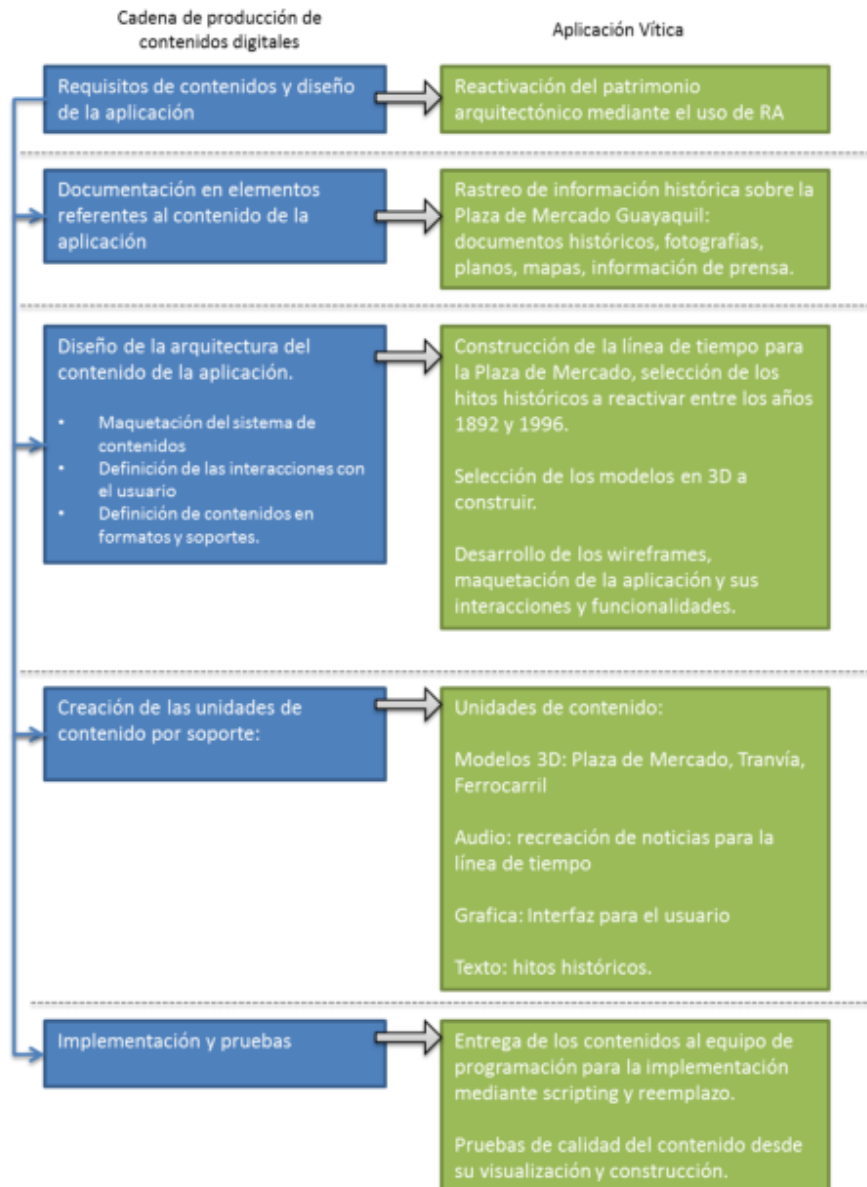 Cadena de producción de
contenidos digitales
Aplicación Vítica
Requisitos de contenidos y diseño
de la aplicación
Reactivación del patrimonio
arquitectónico mediante el uso de RA
Documentación en elementos
referentes al contenido de la
aplicación
Rastreo de información histórica sobre la
Plaza de Mercado Guayaquil:
documentos históricos, fotografías,
planos, mapas, información de prensa.
Diseño de la arquitectura del
contenido de la aplicación.
• Maquetación del sistema de
contenidos
• Definición de las interacciones con
el usuario
• Definición de contenidos en
formatos y soportes.
Construcción de la línea de tiempo para
la Plaza de Mercado, selección de los
hitos históricos a reactivar entre los años
1892 y 1996.
Selección de los modelos en 3D a
construir.
Desarrollo de los wireframes,
maquetación de la aplicación y sus
interacciones y funcionalidades.
Creación de las unidades de
contenido por soporte:
Unidades de contenido:
Modelos 3D: Plaza de Mercado, Tranvía,
Ferrocarril
Audio: recreación de noticias para la
línea de tiempo
Grafica: Interfaz para el usuario
Texto: hitos históricos.
Implementación y pruebas
Entrega de los contenidos al equipo de
programación para la implementación
mediante scripting y reemplazo.
Pruebas de calidad del contenido desde
su visualización y construcción.